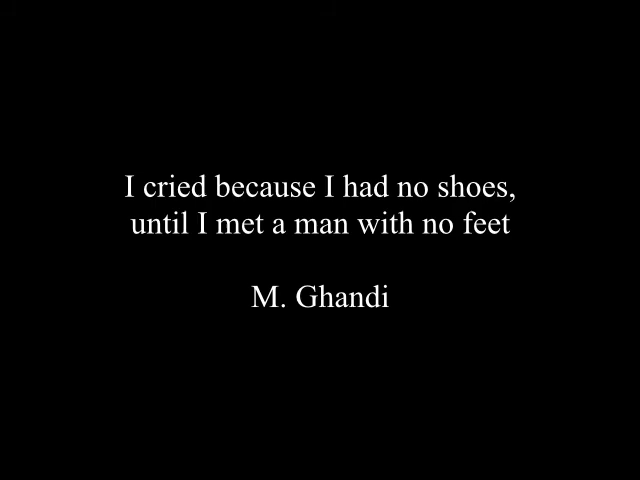 I cried because I had no shoes,
until I met a man with no feet
M. Ghandi